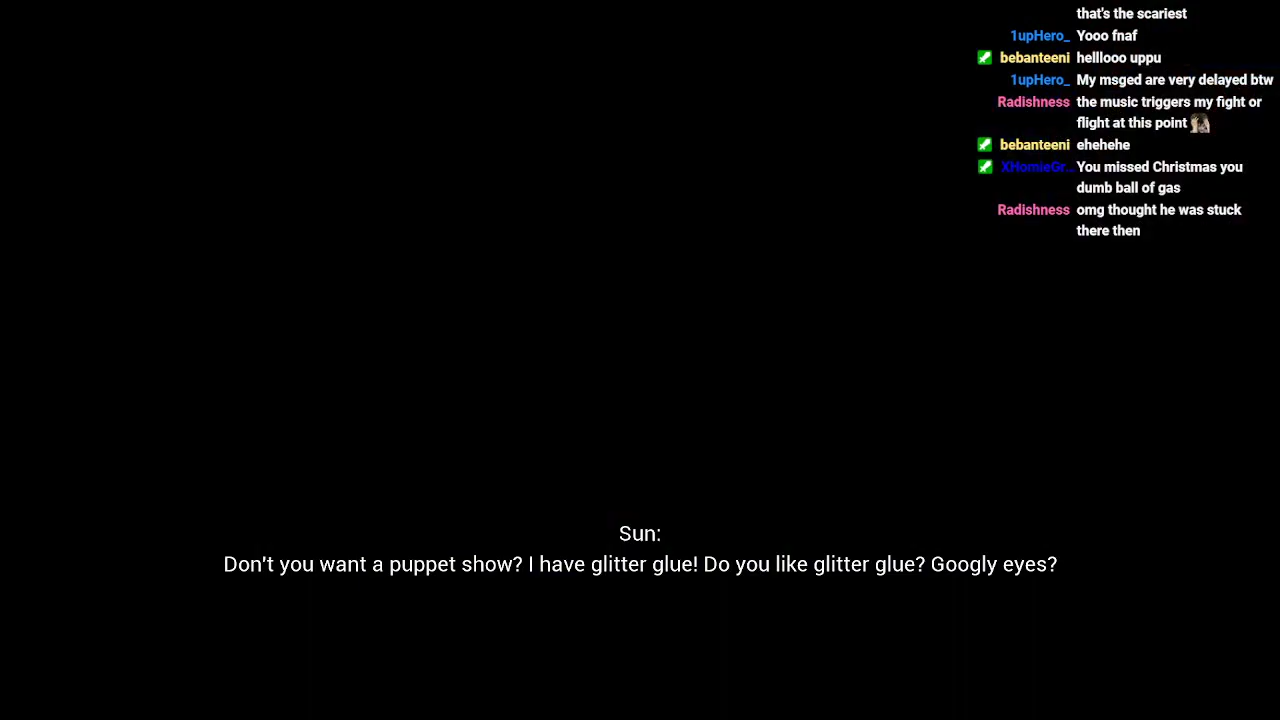 that's the scariest
1upHero_ Yooo fnaf
bebanteeni helllooo uppu
1upHero_ My msged are very delayed btw
Radishness the music triggers my fight or
flight at this point
bebanteeni ehehehe
XHomieGr... You missed Christmas you
dumb ball of gas
Radishness omg thought he was stuck
there then
Sun:
Don't you want a puppet show? I have glitter glue! Do you like glitter glue? Googly eyes?